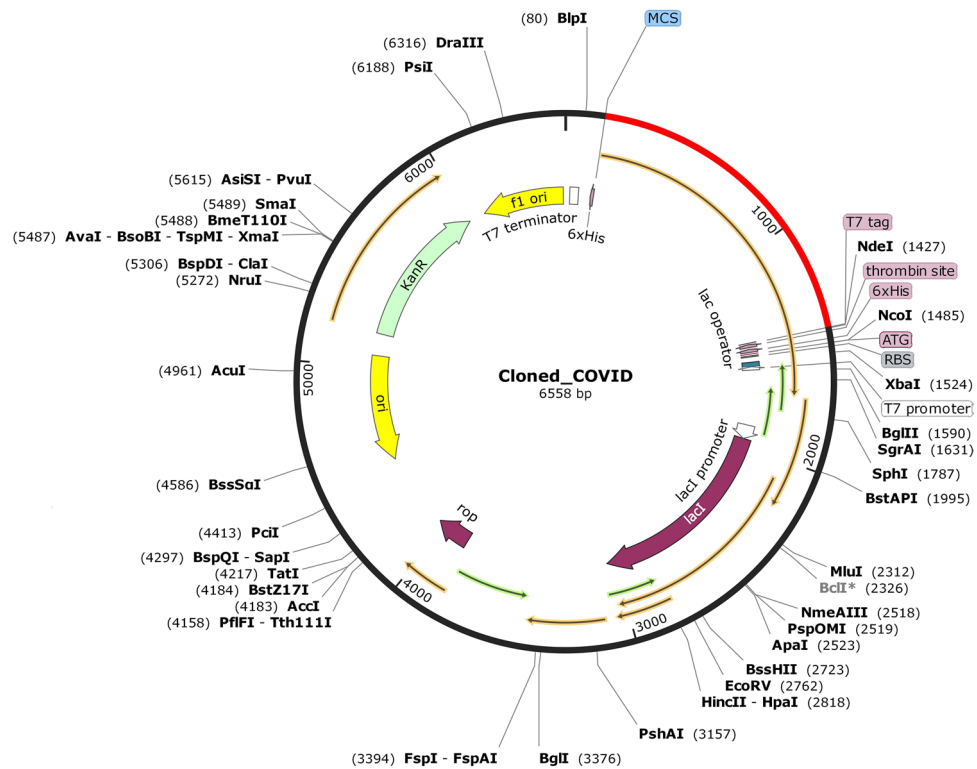 (80) BlpI
MCS
(6316) DraIII
(6188) PsiI
6000
f1 ori
T7 terminator
6xHis
KanR
1000
(5615) AsiSI - PvuI
(5489) SmaI
(5488) BmeT110I
(5487) AvaI - BsoBI - TspMI - XmaI
(5306) BspDI - ClaI
(5272) NruI
T7 tag
NdeI (1427)
thrombin site
6xHis
NcoI (1485)
ATG
RBS
XbaI (1524)
T7 promoter
BglII (1590)
SgrAI (1631)
SphI (1787)
BstAPI (1995)
lac operator
Cloned_COVID
6558 bp
(4961) AcuI
5000
ori
2000
lacI promoter
lacI
rop
(4586) BssSαI
(4413) PciI
(4297) BspQI - SapI
(4217) TatI
(4184) BstZ17I
(4183) AccI
(4158) PflFI - Tth111I
4000
3000
MluI (2312)
BclI* (2326)
NmeAIII (2518)
PspOMI (2519)
ApaI (2523)
BssHII (2723)
EcoRV (2762)
HincII - HpaI (2818)
PshAI (3157)
(3394) FspI - FspAI
BglI (3376)